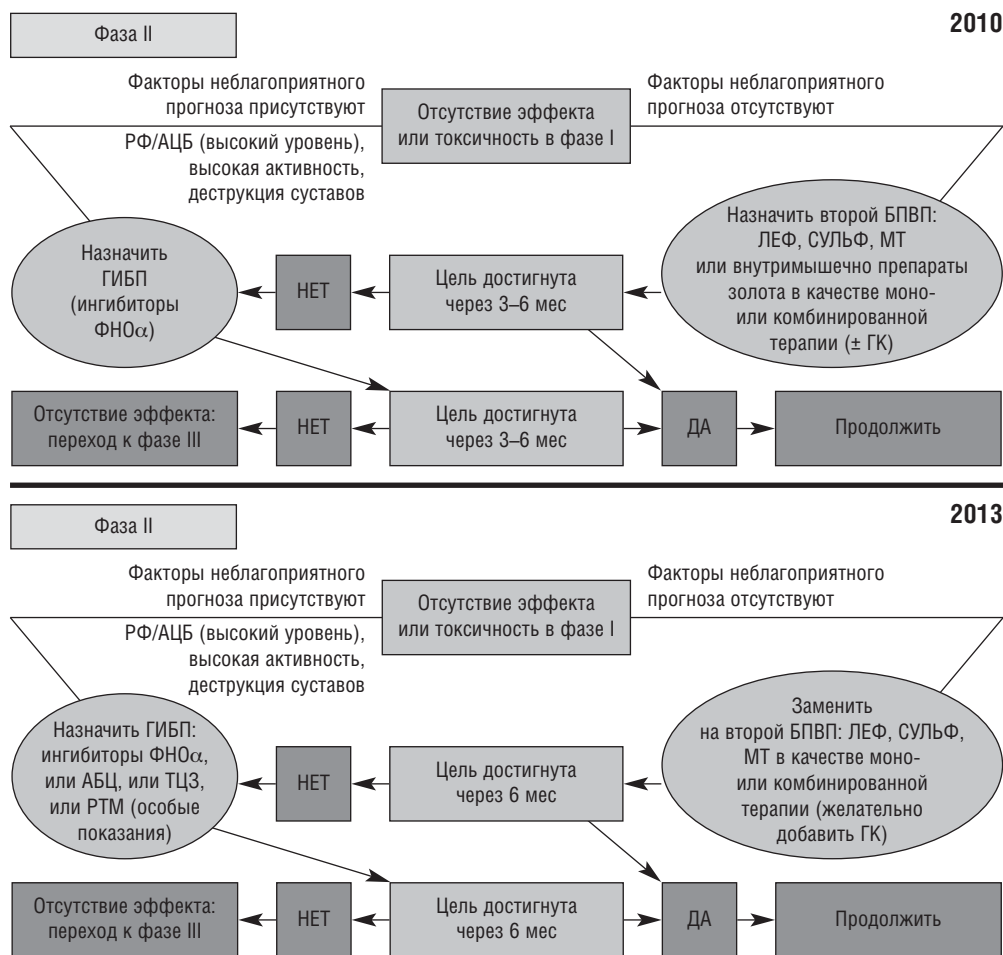 2010
Фаза II
Факторы неблагоприятного
прогноза присутствуют
Отсутствие эффекта
или токсичность в фазе I
Факторы неблагоприятного
прогноза отсутствуют
РФ/АЦБ (высокий уровень),
высокая активность,
деструкция суставов
Назначить
ГИБП
(ингибиторы
ФНОα)
НЕТ
Цель достигнута
через 3–6 мес
Назначить второй БПВП:
ЛЕФ, СУЛЬФ, МТ
или внутримышечно препараты
золота в качестве моно-
или комбинированной
терапии (± ГК)
Отсутствие эффекта:
переход к фазе III
НЕТ
Цель достигнута
через 3–6 мес
ДА
Продолжить
2013
Фаза II
Факторы неблагоприятного
прогноза присутствуют
Отсутствие эффекта
или токсичность в фазе I
Факторы неблагоприятного
прогноза отсутствуют
РФ/АЦБ (высокий уровень),
высокая активность,
деструкция суставов
Назначить ГИБП:
ингибиторы ФНОα,
или АБЦ, или ТЦЗ,
или РТМ (особые
показания)
НЕТ
Цель достигнута
через 6 мес
Заменить
на второй БПВП: ЛЕФ, СУЛЬФ,
МТ в качестве моно-
или комбинированной
терапии (желательно
добавить ГК)
Отсутствие эффекта:
переход к фазе III
НЕТ
Цель достигнута
через 6 мес
ДА
Продолжить